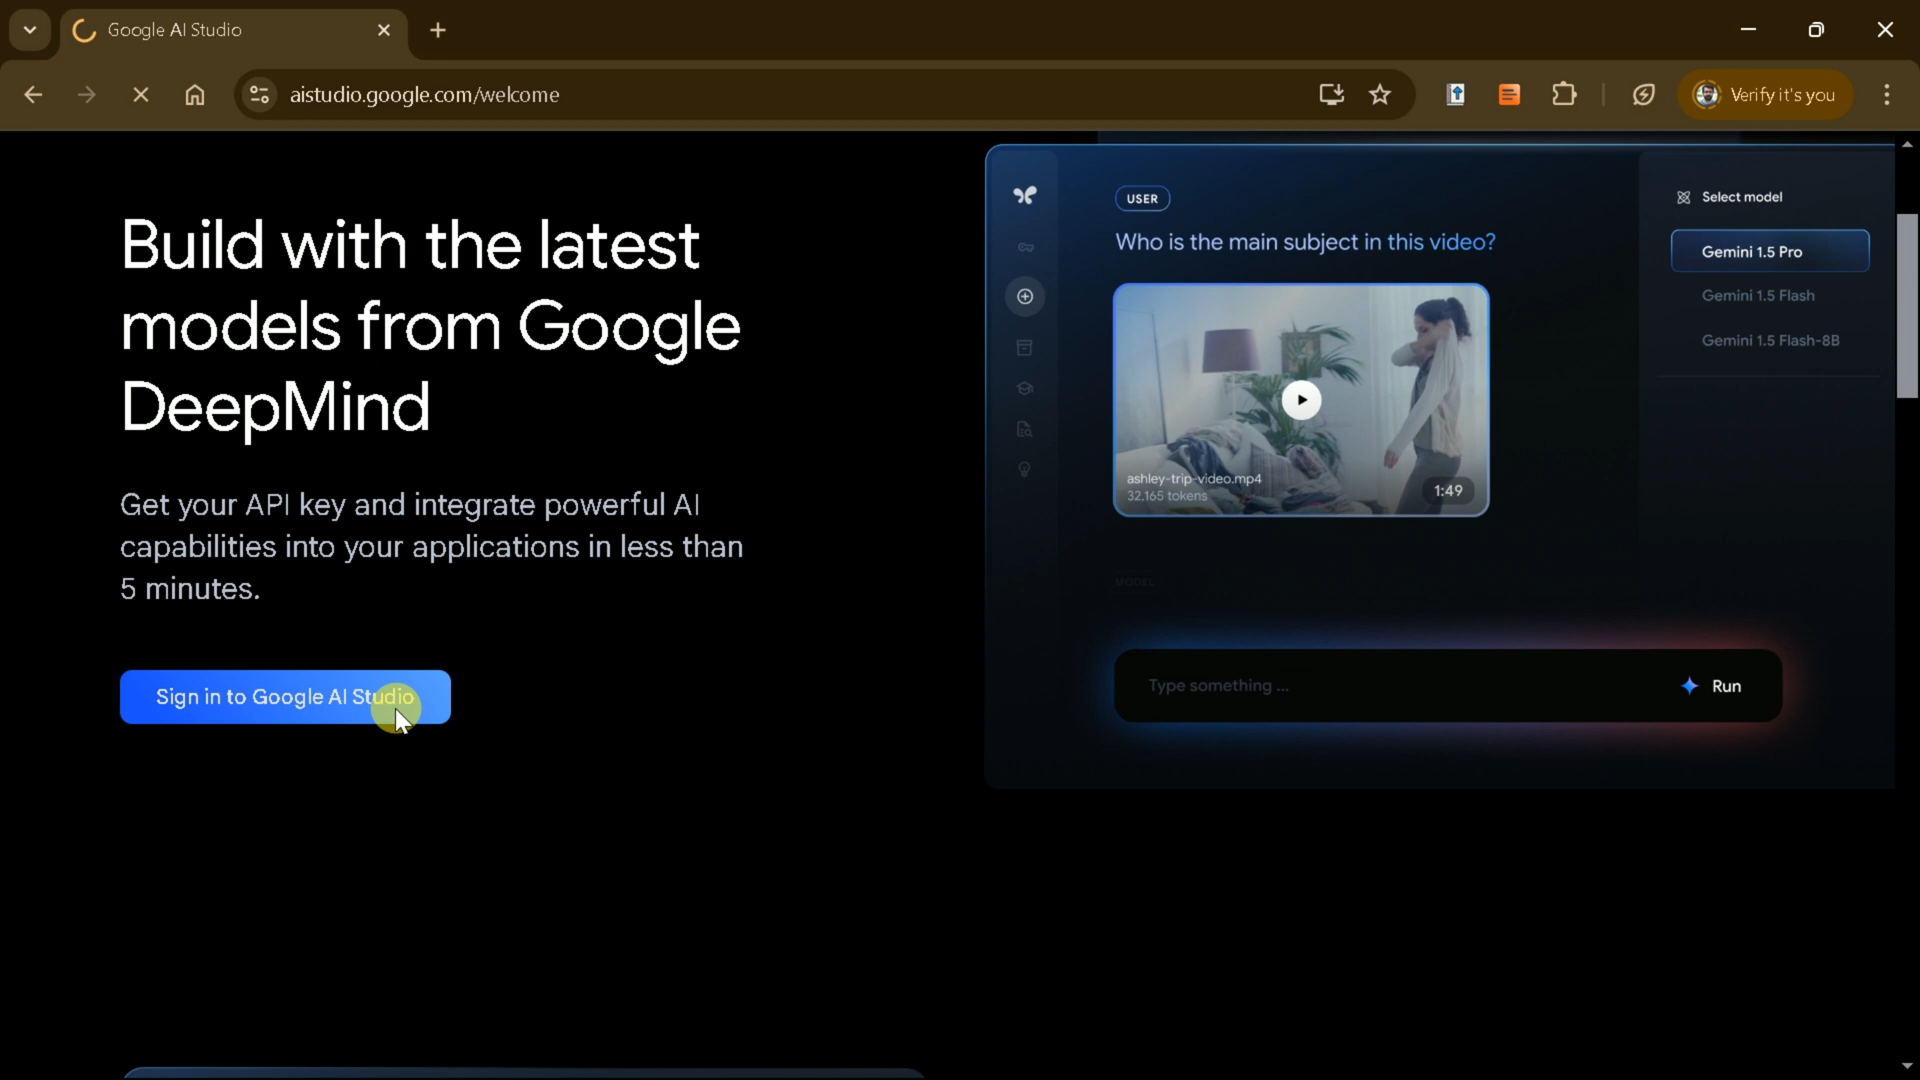 Google AI Studio
aistudio.google.com/welcome
Verify it's you
Build with the latest
models from Google
DeepMind
Get your API key and integrate powerful AI
capabilities into your applications in less than
5 minutes.
Sign in to Google AI Studio
USER
Who is the main subject in this video?
ashley-trip-video.mp4
32,165 tokens
1:49
MODEL
Type something ...
Run
Select model
Gemini 1.5 Pro
Gemini 1.5 Flash
Gemini 1.5 Flash-8B